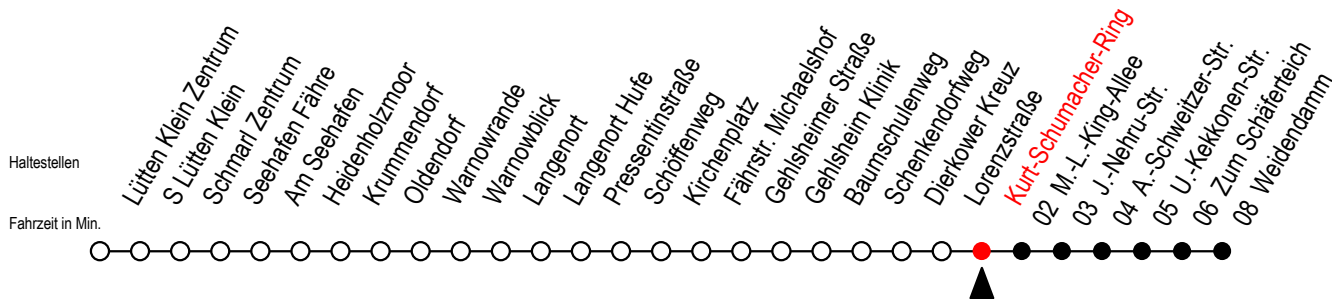 Haltestellen
Fahrzeit in Min.
Lütten Klein Zentrum
S Lütten Klein
Schmarl Zentrum
Seehafen Fähre
Am Seehafen
Heidenholzmoor
Krummendorf
Oldendorf
Warnowrande
Warnowblick
Langenort
Langenort Hufe
Pressentinstraße
Schöffenweg
Kirchenplatz
Fährstr. Michaelshof
Gehlsheimer Straße
Gehlsheim Klinik
Baumschulenweg
Schenkendorfweg
Dierkower Kreuz
Lorenzstraße
Kurt-Schumacher-Ring
02 M.-L.-King-Allee
03 J.-Nehru-Str.
04 A.-Schweitzer-Str.
05 U.-Kekkonen-Str.
06 Zum Schäferteich
08 Weidendamm